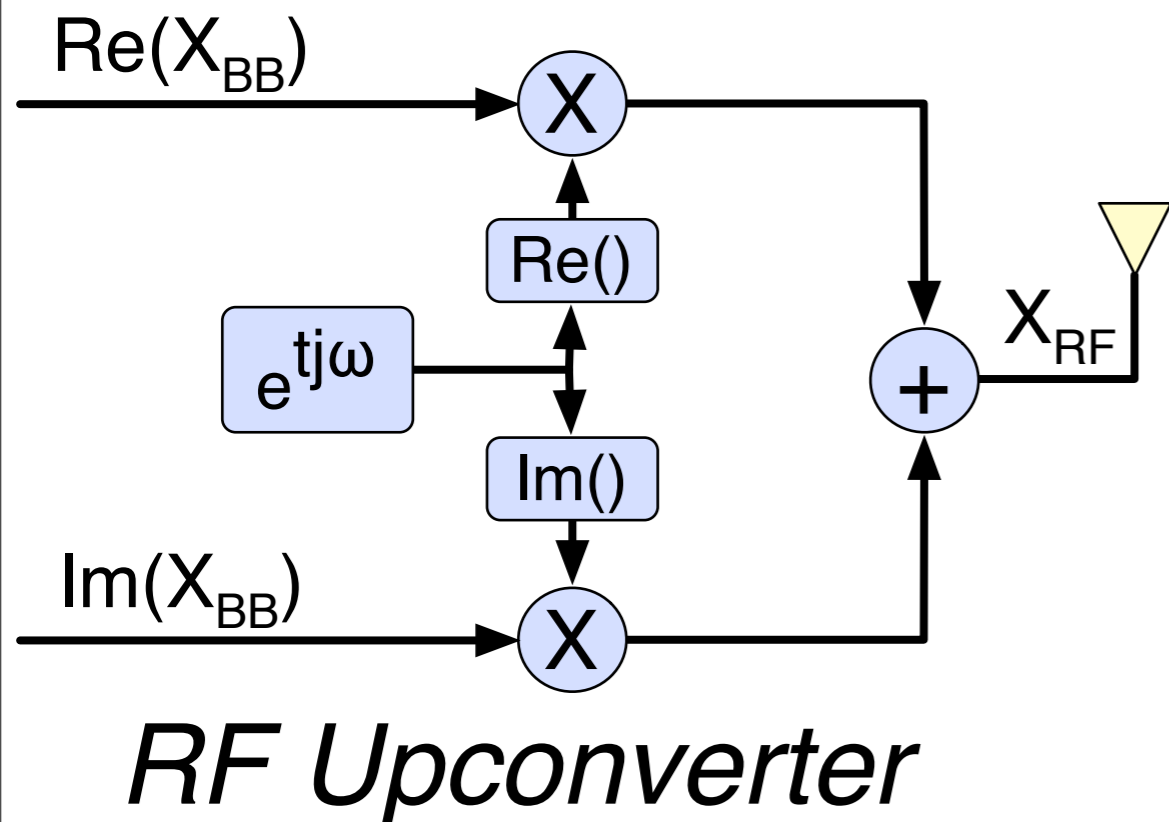 Re(X_BB)
X
Re()
e^tjω
X_RF
+
Im()
Im(X_BB)
X
RF Upconverter